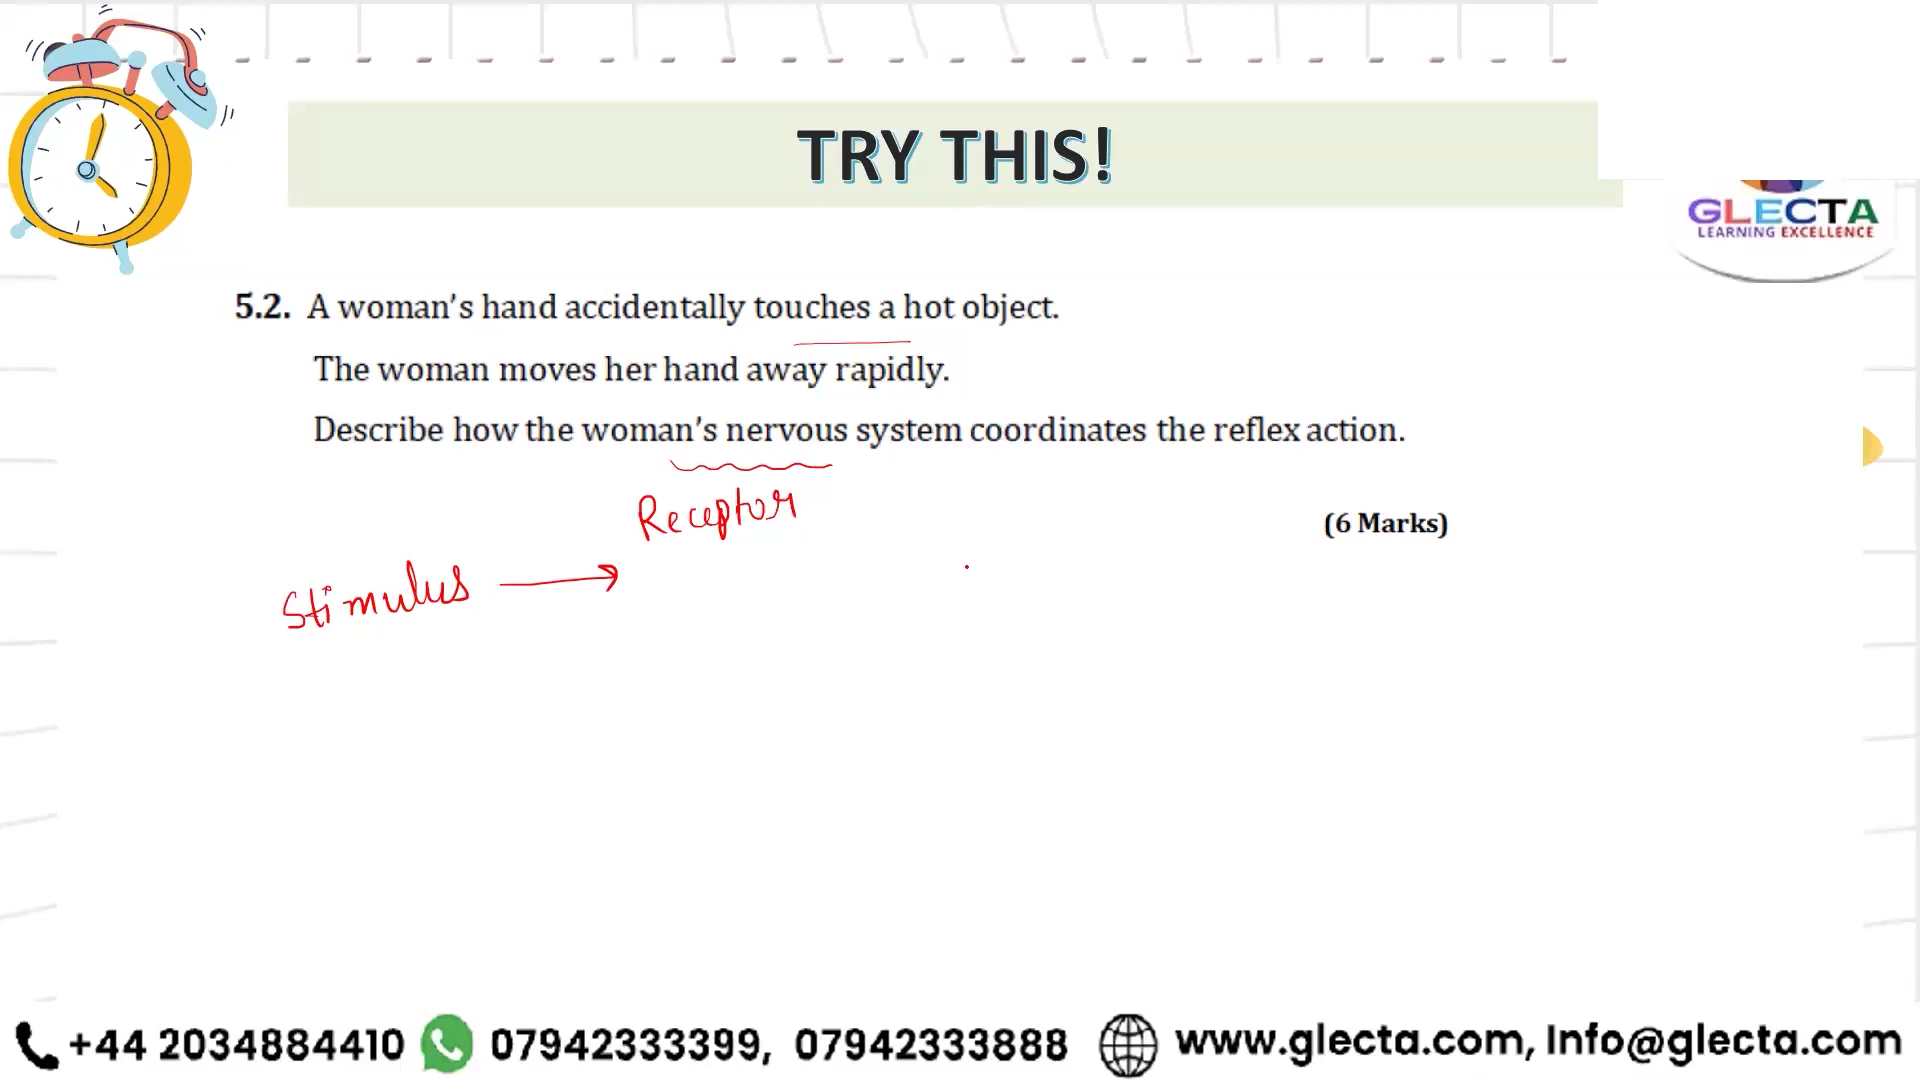 TRY THIS!
GLECTA
LEARNING EXCELLENCE
5.2. A woman's hand accidentally touches a hot object.
The woman moves her hand away rapidly.
Describe how the woman's nervous system coordinates the reflex action.
Receptor
(6 Marks)
Stimulus
+44 2034884410 07942333399, 07942333888 www.glecta.com, Info@glecta.com